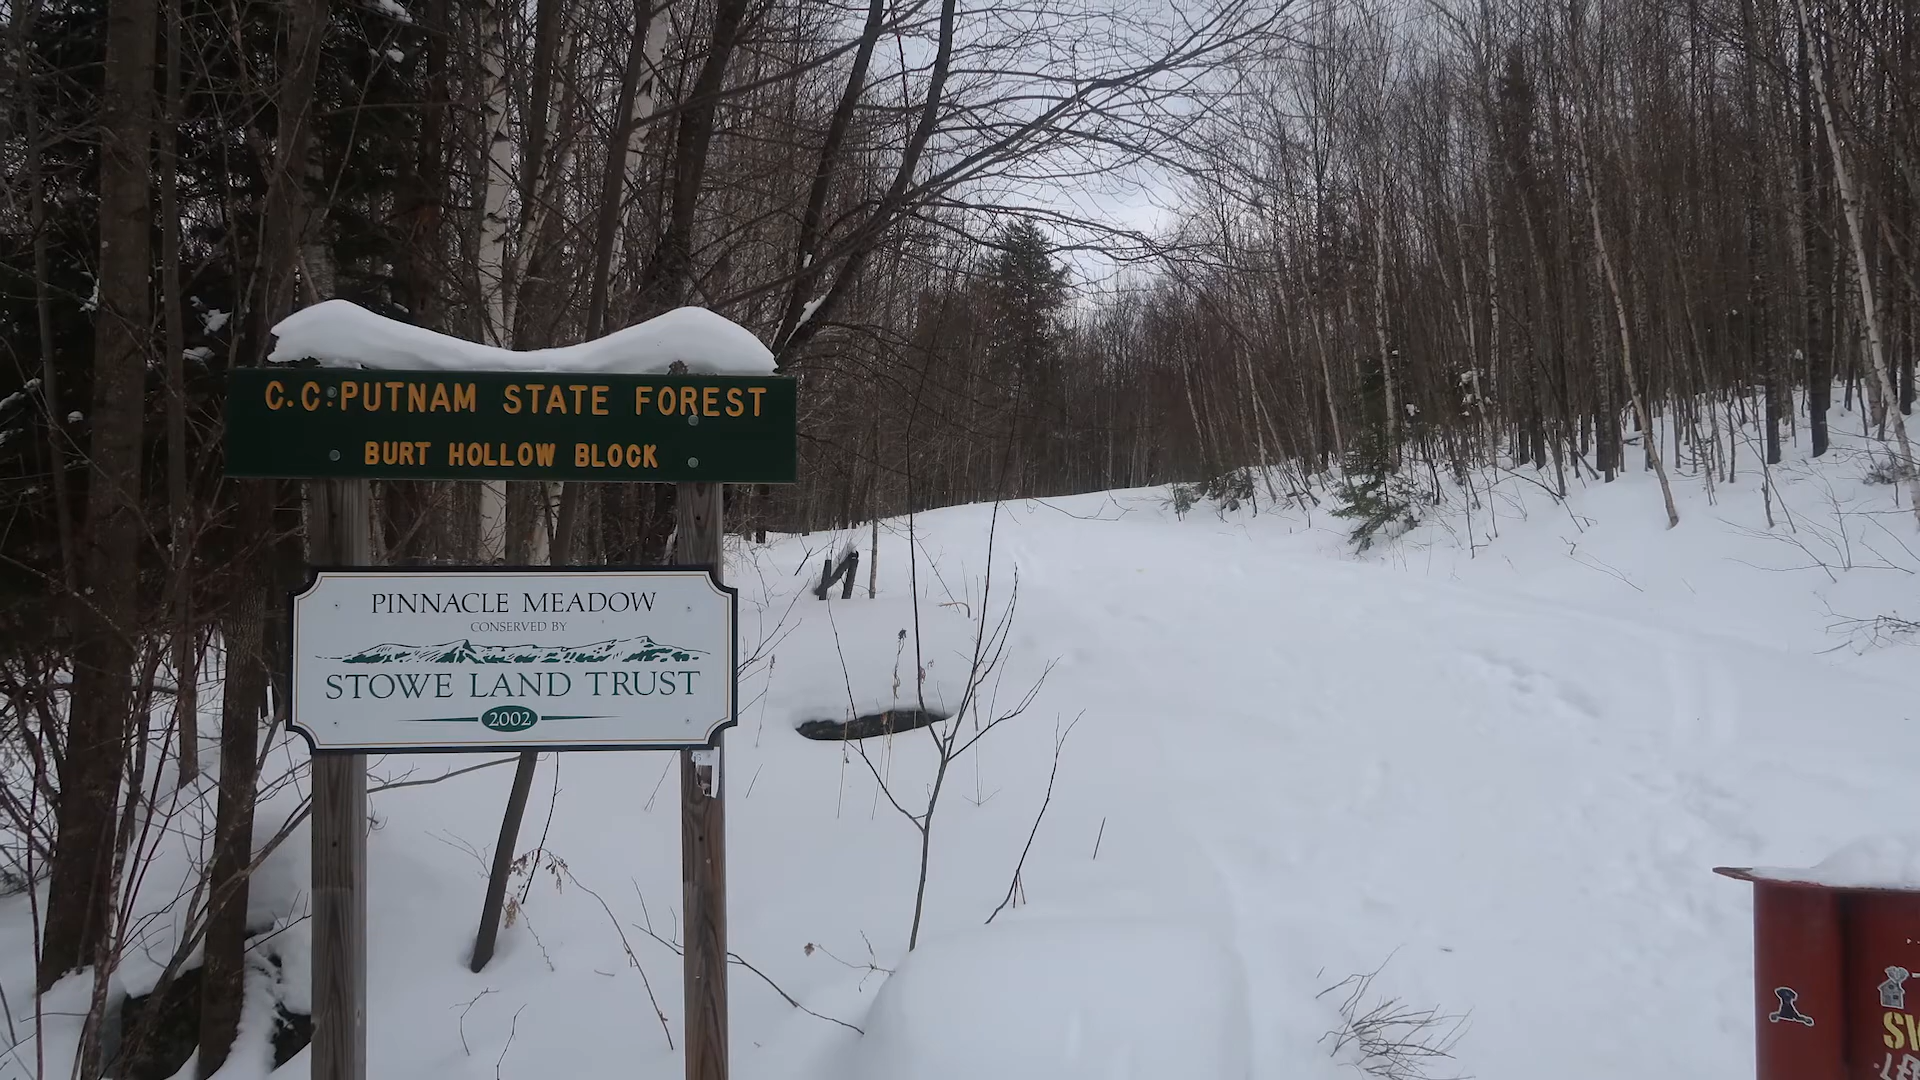 C.C. PUTNAM STATE FOREST
BURT HOLLOW BLOCK
PINNACLE MEADOW
CONSERVED BY
STOWE LAND TRUST
2002